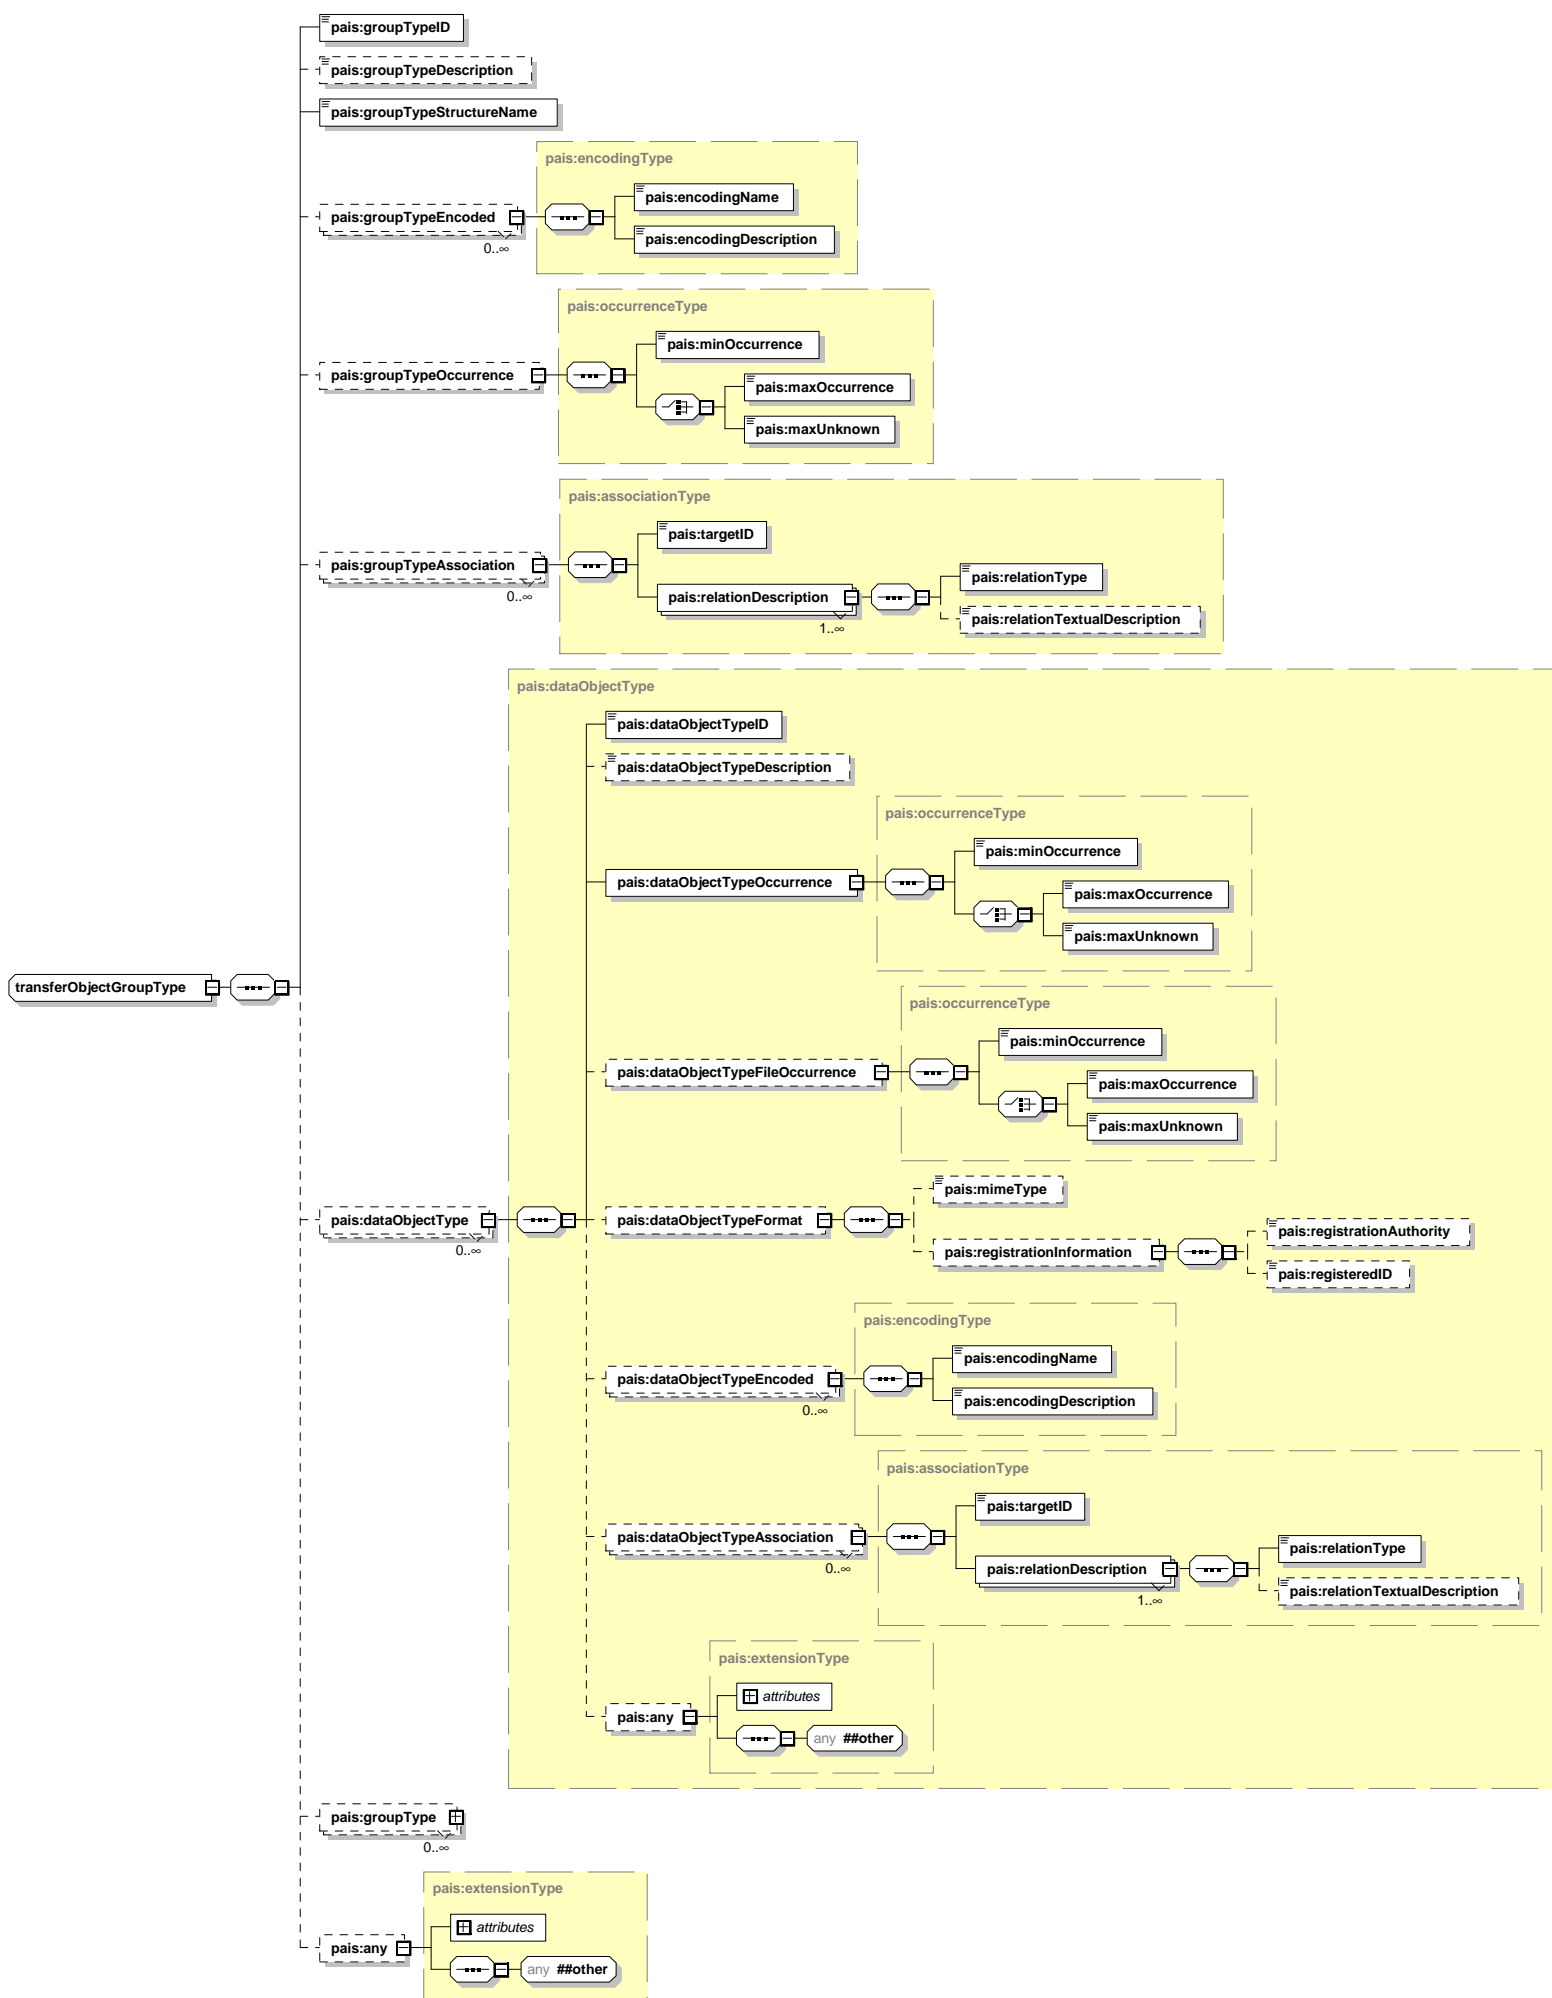 pais:groupTypeID
pais:groupTypeDescription
pais:groupTypeStructureName
pais:encodingType
pais:encodingName
pais:groupTypeEncoded
pais:encodingDescription
0..∞
pais:occurrenceType
pais:minOccurrence
pais:groupTypeOccurrence
pais:maxOccurrence
pais:maxUnknown
pais:associationType
pais:targetID
pais:groupTypeAssociation
0..∞
pais:relationDescription
1..∞
pais:relationType
pais:relationTextualDescription
pais:dataObjectType
pais:dataObjectTypeID
pais:dataObjectTypeDescription
pais:occurrenceType
pais:minOccurrence
pais:dataObjectTypeOccurrence
pais:maxOccurrence
pais:maxUnknown
transferObjectGroupType
pais:occurrenceType
pais:minOccurrence
pais:dataObjectTypeFileOccurrence
pais:maxOccurrence
pais:maxUnknown
pais:mimeType
pais:dataObjectType
0..∞
pais:dataObjectTypeFormat
pais:registrationInformation
pais:registrationAuthority
pais:registeredID
pais:encodingType
pais:encodingName
pais:dataObjectTypeEncoded
0..∞
pais:encodingDescription
pais:associationType
pais:targetID
pais:dataObjectTypeAssociation
0..∞
pais:relationDescription
1..∞
pais:relationType
pais:relationTextualDescription
pais:extensionType
attributes
pais:any
any ##other
pais:groupType
0..∞
pais:extensionType
attributes
pais:any
any ##other